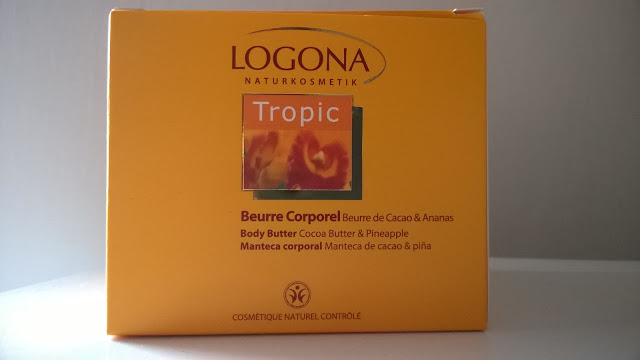 LOGONA
NATURKOSMETIK
Tropic
Beurre Corporel Beurre de Cacao & Ananas
Body Butter Cocoa Butter & Pineapple
Manteca corporal Manteca de cacao & piña
COSMÉTIQUE NATUREL CONTRÔLÉ